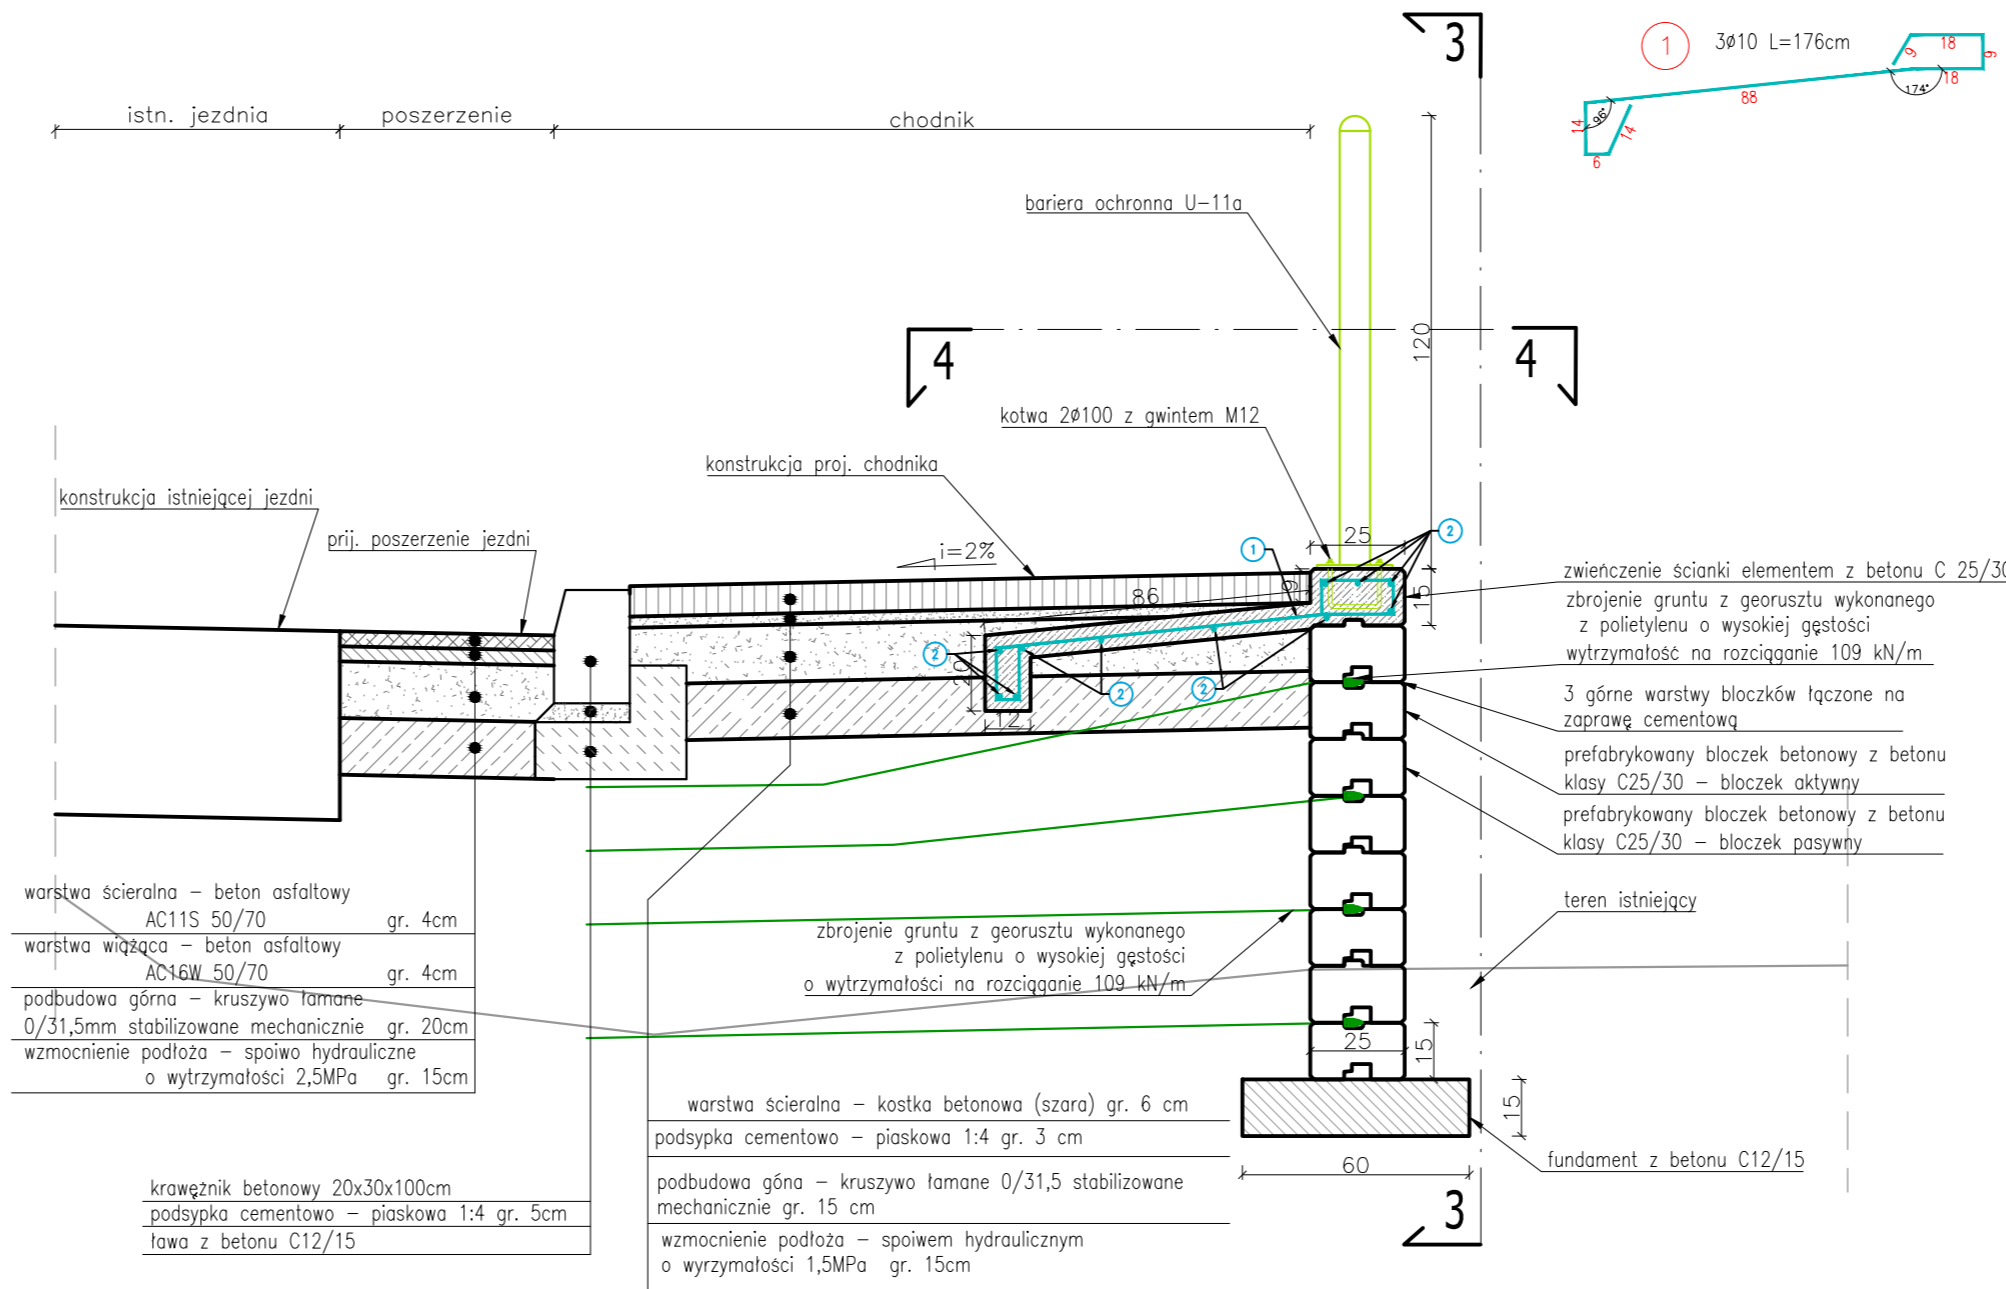 3
1
3ø10 L=176cm
9
18
9
18
174°
88
96°
14
14
6
istn. jezdnia
poszerzenie
chodnik
bariera ochronna U-11a
120
4
4
kotwa 2ø100 z gwintem M12
konstrukcja proj. chodnika
konstrukcja istniejącej jezdni
prij. poszerzenie jezdni
i=2%
1
25
2
9
86
15
2
20
12
2
2
zwieńczenie ścianki elementem z betonu C 25/30
zbrojenie gruntu z georusztu wykonanego
z polietylenu o wysokiej gęstości
wytrzymałość na rozciąganie 109 kN/m
3 górne warstwy bloczków łączone na
zaprawę cementową
prefabrykowany bloczek betonowy z betonu
klasy C25/30 – bloczek aktywny
prefabrykowany bloczek betonowy z betonu
klasy C25/30 – bloczek pasywny
teren istniejący
warstwa ścieralna – beton asfaltowy
AC11S 50/70 gr. 4cm
warstwa wiążąca – beton asfaltowy
AC16W 50/70 gr. 4cm
podbudowa górna – kruszywo łamane
0/31,5mm stabilizowane mechanicznie gr. 20cm
wzmocnienie podłoża – spoiwo hydrauliczne
o wytrzymałości 2,5MPa gr. 15cm
zbrojenie gruntu z georusztu wykonanego
z polietylenu o wysokiej gęstości
o wytrzymałości na rozciąganie 109 kN/m
25
15
15
60
fundament z betonu C12/15
warstwa ścieralna – kostka betonowa (szara) gr. 6 cm
podsypka cementowo – piaskowa 1:4 gr. 3 cm
podbudowa góna – kruszywo łamane 0/31,5 stabilizowane
mechanicznie gr. 15 cm
wzmocnienie podłoża – spoiwem hydraulicznym
o wyrzymałości 1,5MPa gr. 15cm
krawężnik betonowy 20x30x100cm
podsypka cementowo – piaskowa 1:4 gr. 5cm
ława z betonu C12/15
3